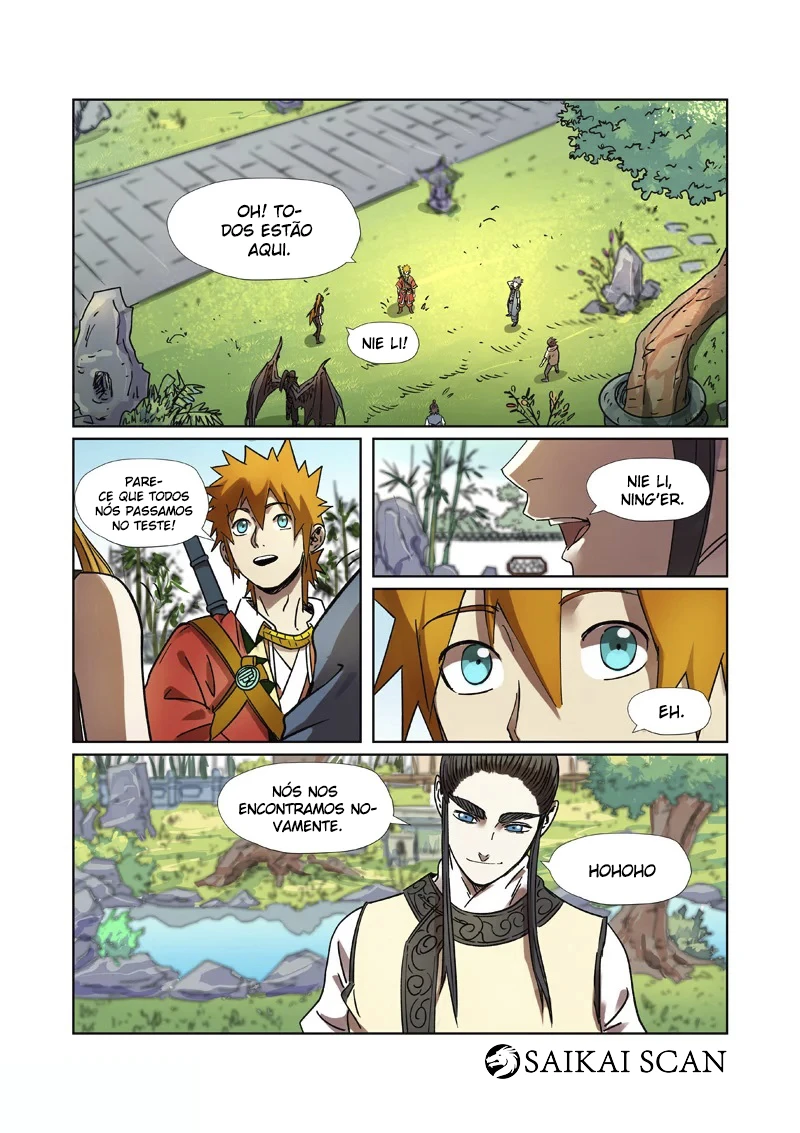 OH! TO-
DOS ESTÃO
AQUI.
NIE LI!
PARE-
CE QUE TODOS
NÓS PASSAMOS
NO TESTE!
NIE LI,
NING'ER.
EH.
NÓS NOS
ENCONTRAMOS NO-
VAMENTE.
HOHOHO
SAIKAI SCAN